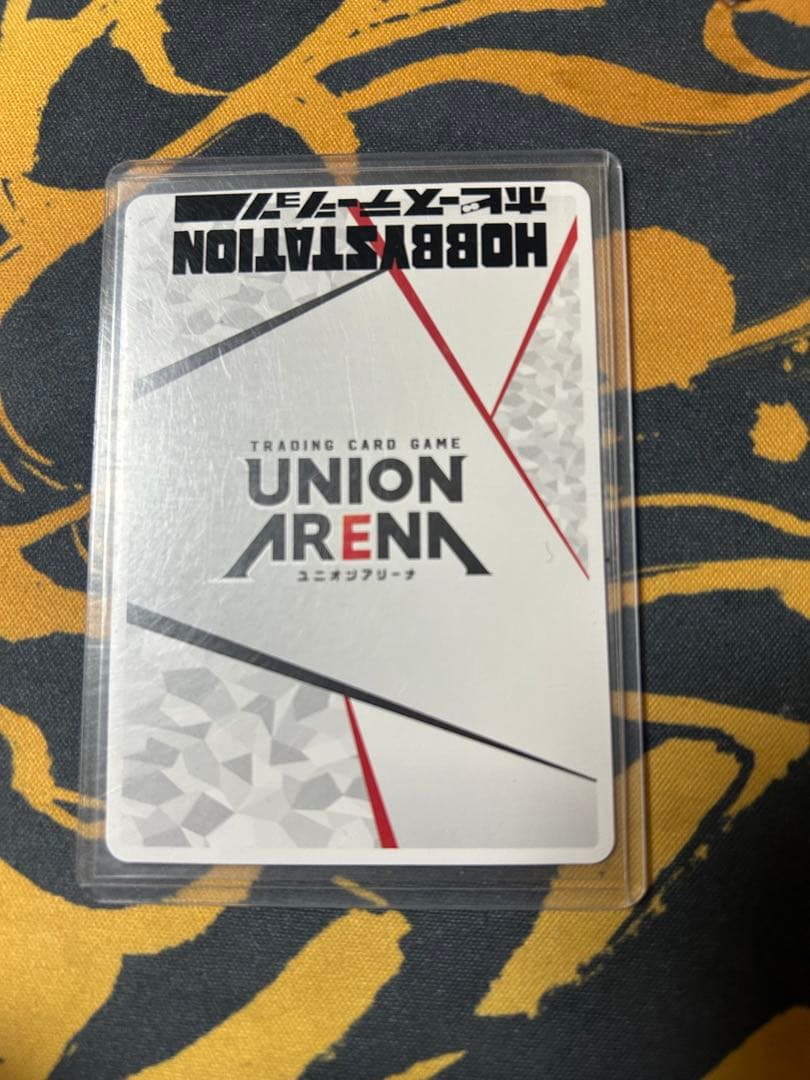 ホビーステーション
HOBBYSTATION
TRADING CARD GAME
UNION
ARENA
ユニオンアリーナ